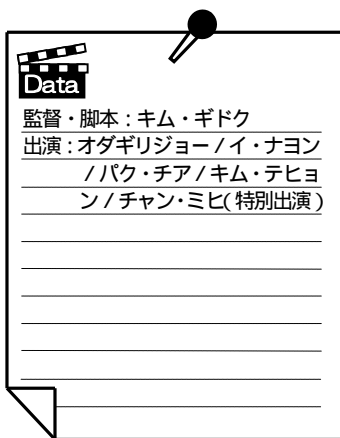 Data
監督・脚本：キム・ギドク
出演：オダギリジョー／イ・ナヨン
／パク・チア／キム・テヒョ
ン／チャン・ミヒ（特別出演）